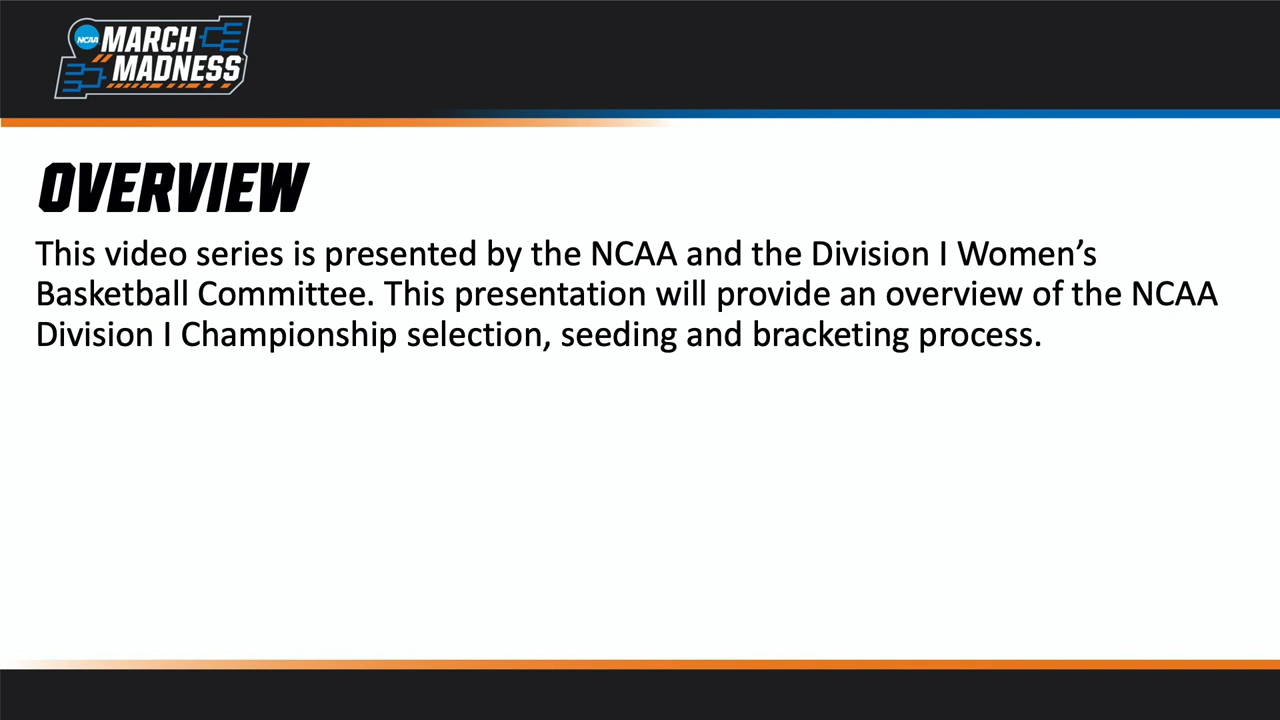 NCAA MARCH
MADNESS
OVERVIEW
This video series is presented by the NCAA and the Division I Women’s
Basketball Committee. This presentation will provide an overview of the NCAA
Division I Championship selection, seeding and bracketing process.